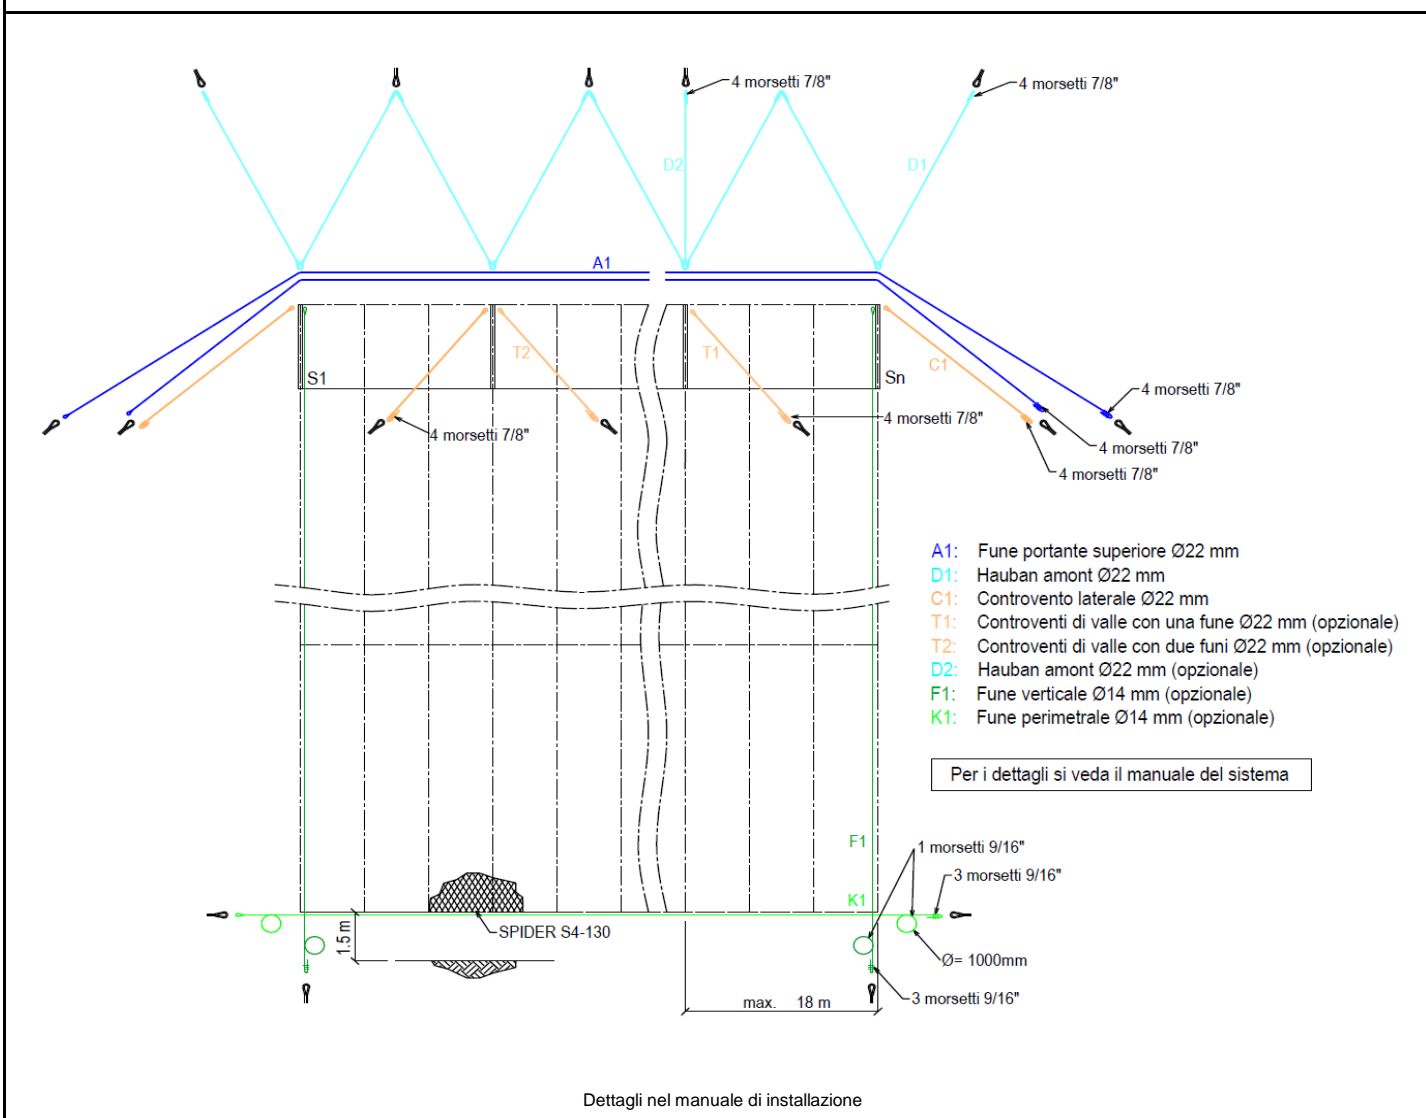 4 morsetti 7/8"
4 morsetti 7/8"
D2
D1
A1
T2
T1
C1
S1
Sn
4 morsetti 7/8"
4 morsetti 7/8"
4 morsetti 7/8"
4 morsetti 7/8"
4 morsetti 7/8"
A1: Fune portante superiore Ø22 mm
D1: Hauban amont Ø22 mm
C1: Controvento laterale Ø22 mm
T1: Controventi di valle con una fune Ø22 mm (opzionale)
T2: Controventi di valle con due funi Ø22 mm (opzionale)
D2: Hauban amont Ø22 mm (opzionale)
F1: Fune verticale Ø14 mm (opzionale)
K1: Fune perimetrale Ø14 mm (opzionale)
Per i dettagli si veda il manuale del sistema
F1
1 morsetti 9/16"
3 morsetti 9/16"
K1
SPIDER S4-130
1.5 m
Ø= 1000mm
3 morsetti 9/16"
max. 18 m
Dettagli nel manuale di installazione